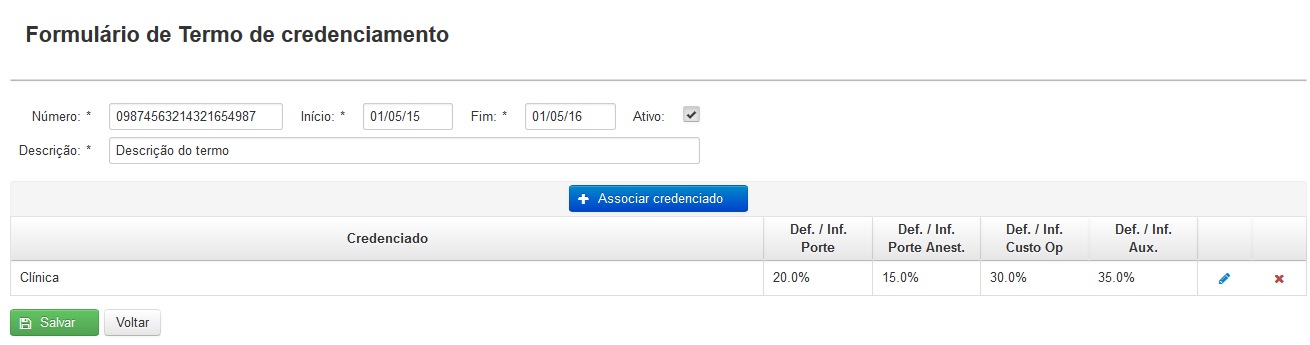 Formulário de Termo de credenciamento
Número: * 09874563214321654987 Início: * 01/05/15 Fim: * 01/05/16 Ativo:
Descrição: * Descrição do termo
Associar credenciado
Credenciado Def. / Inf. Porte Def. / Inf. Porte Anest. Def. / Inf. Custo Op Def. / Inf. Aux.
Clínica 20.0% 15.0% 30.0% 35.0%
Salvar Voltar